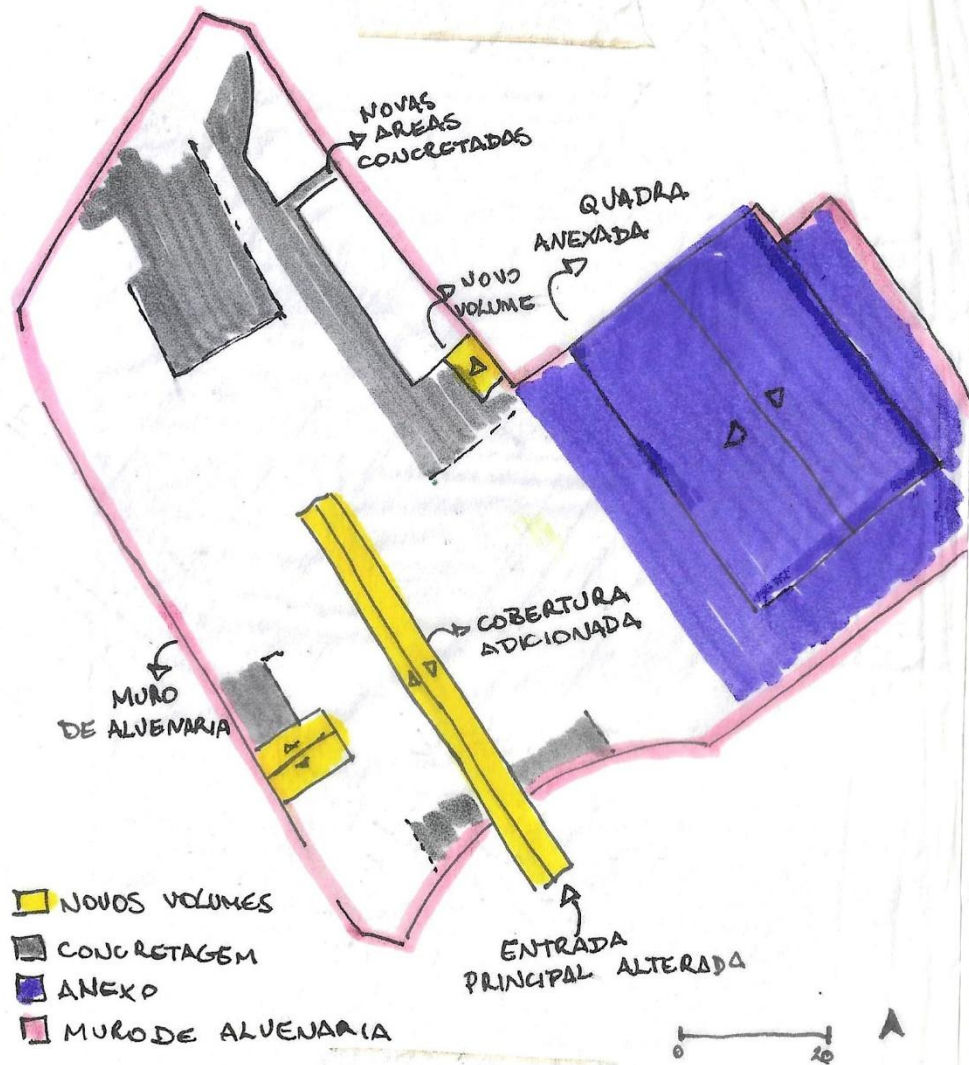 NOVAS
AREAS
CONCRETADAS
QUADRA
ANEXADA
NOVO
VOLUME
COBERTURA
ADICIONADA
MURO
DE ALVENARIA
ENTRADA
PRINCIPAL ALTERADA
NOVOS VOLUMES
CONCRETAGEM
ANEXO
MURO DE ALVENARIA
0 20